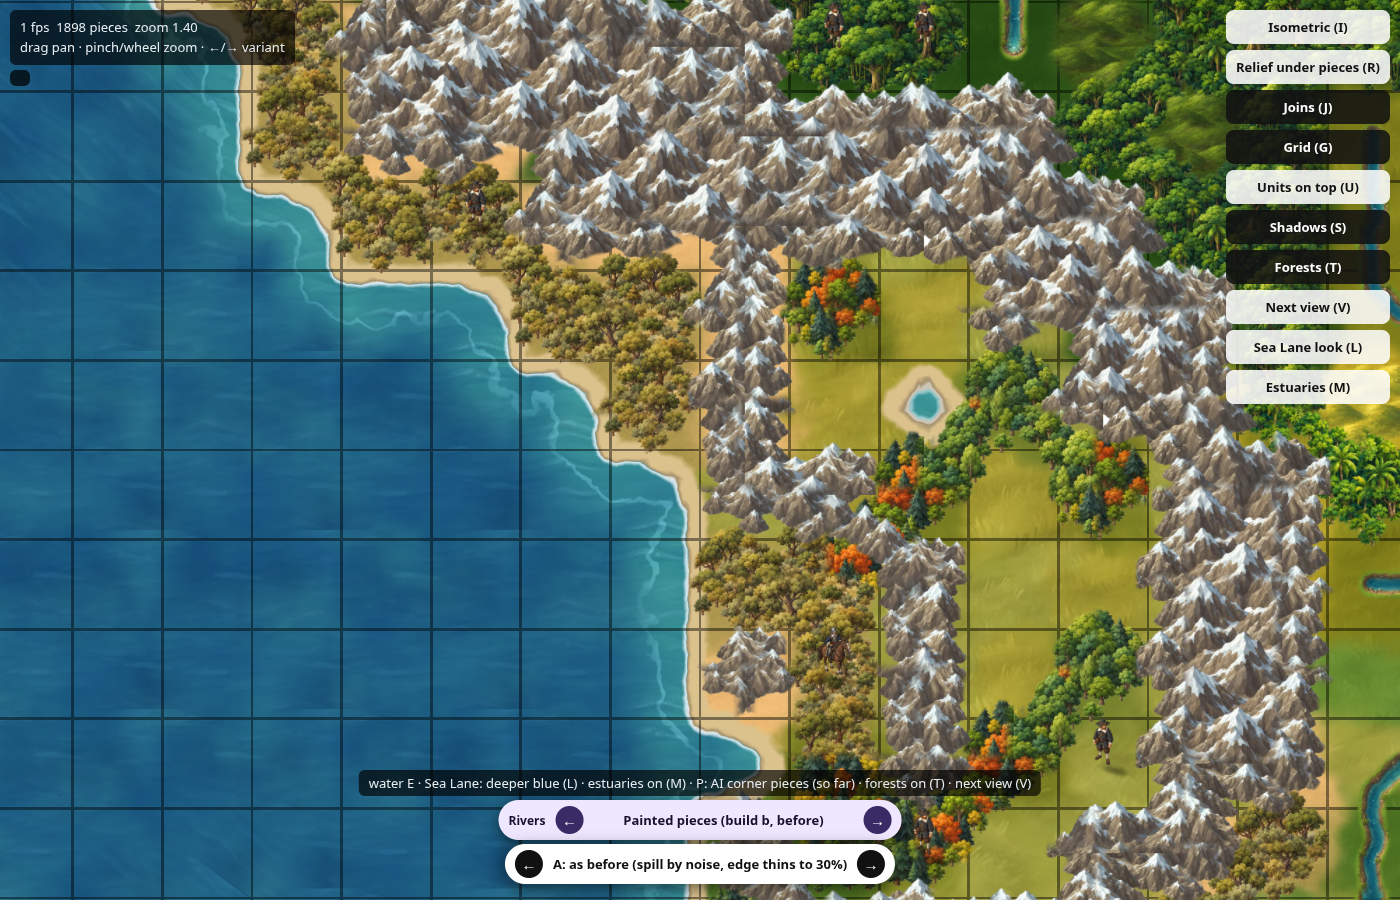 1 fps 1898 pieces zoom 1.40
drag pan · pinch/wheel zoom · ←/→ variant
Isometric (I)
Relief under pieces (R)
Joins (J)
Grid (G)
Units on top (U)
Shadows (S)
Forests (T)
Next view (V)
Sea Lane look (L)
Estuaries (M)
water E · Sea Lane: deeper blue (L) · estuaries on (M) · P: AI corner pieces (so far) · forests on (T) · next view (V)
Rivers ← Painted pieces (build b, before) →
← A: as before (spill by noise, edge thins to 30%) →